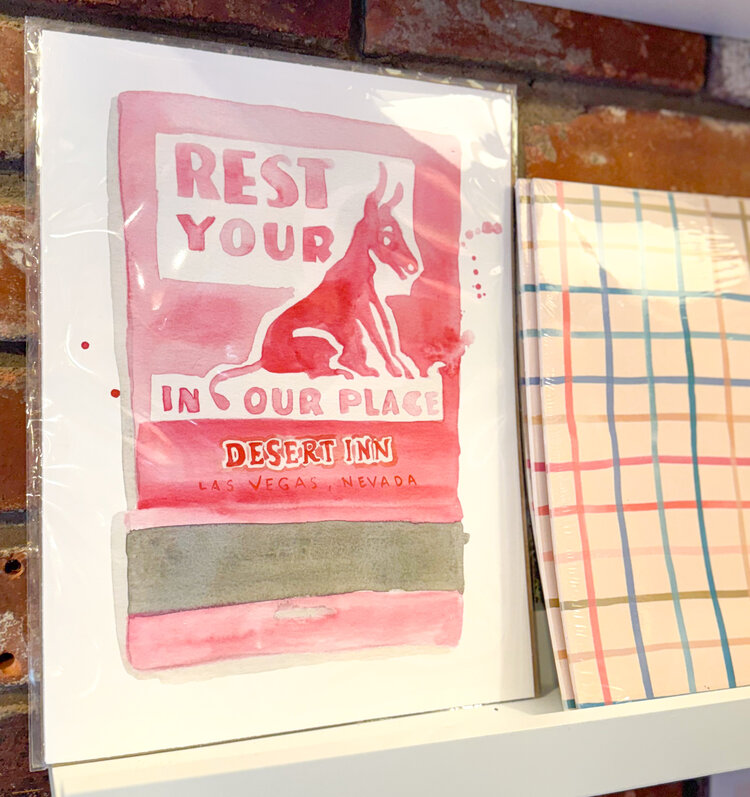 REST
YOUR
IN OUR PLACE
DESERT INN
LAS VEGAS, NEVADA